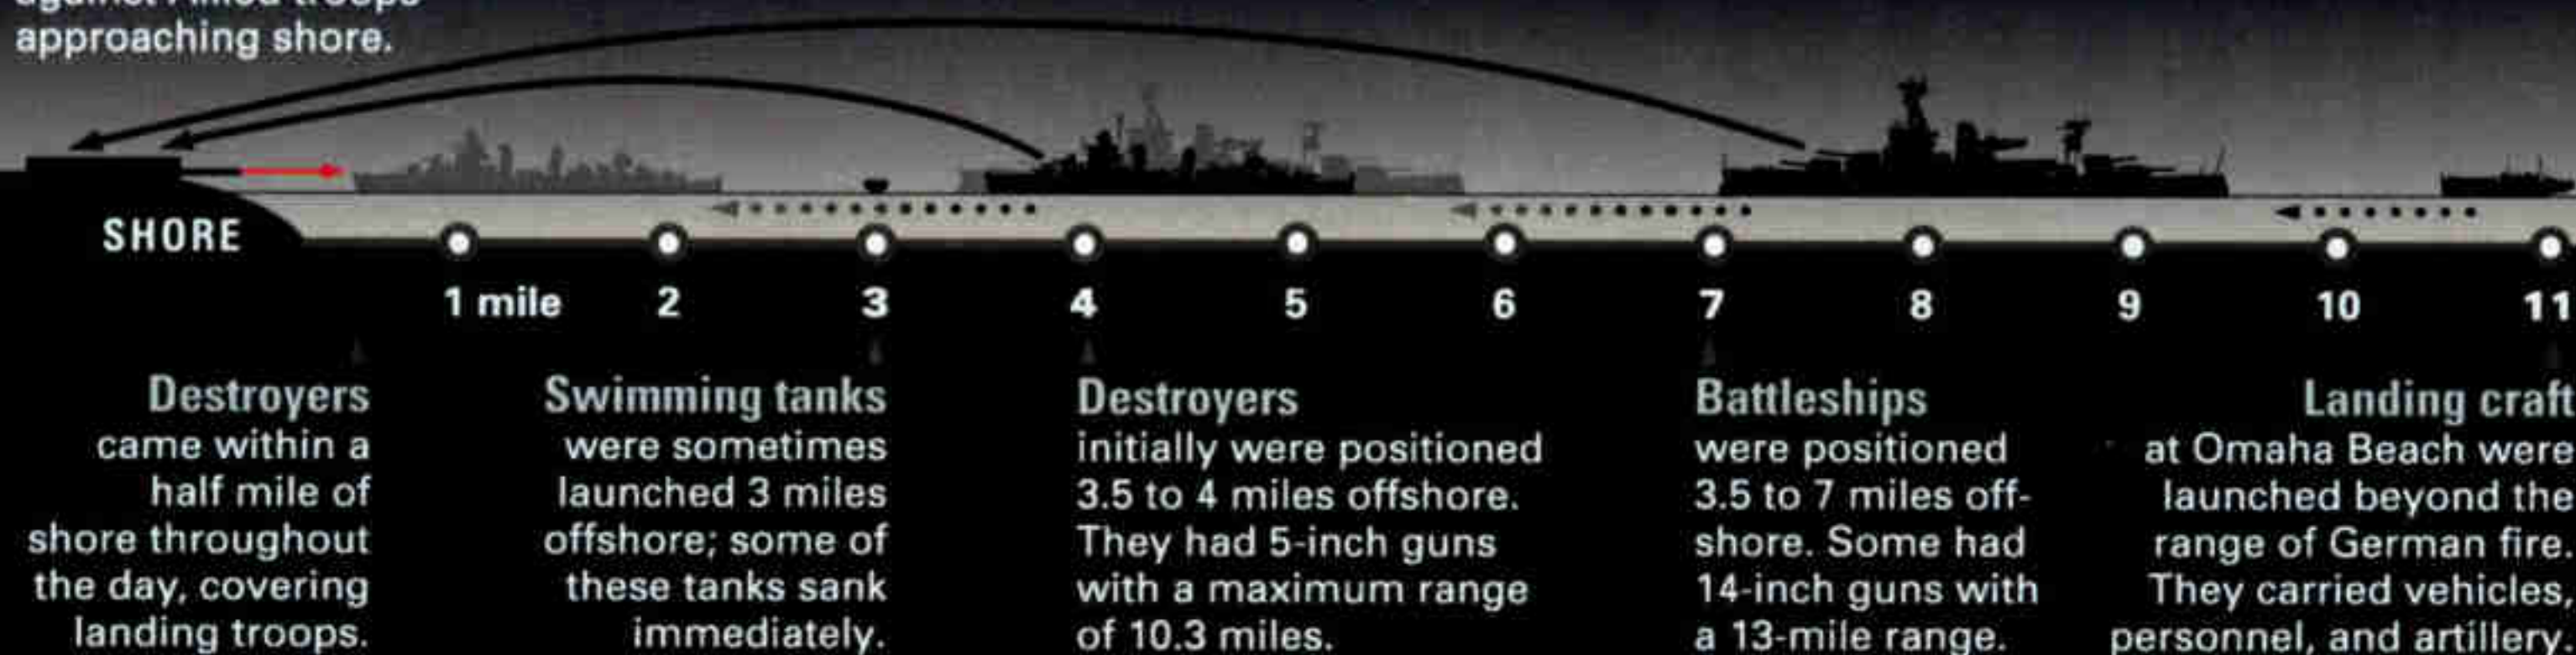 approaching shore.
SHORE
1 mile 2 3 4 5 6 7 8 9 10 11
Destroyers
came within a
half mile of
shore throughout
the day, covering
landing troops.
Swimming tanks
were sometimes
launched 3 miles
offshore; some of
these tanks sank
immediately.
Destroyers
initially were positioned
3.5 to 4 miles offshore.
They had 5-inch guns
with a maximum range
of 10.3 miles.
Battleships
were positioned
3.5 to 7 miles off-
shore. Some had
14-inch guns with
a 13-mile range.
Landing craft
at Omaha Beach were
launched beyond the
range of German fire.
They carried vehicles,
personnel, and artillery.